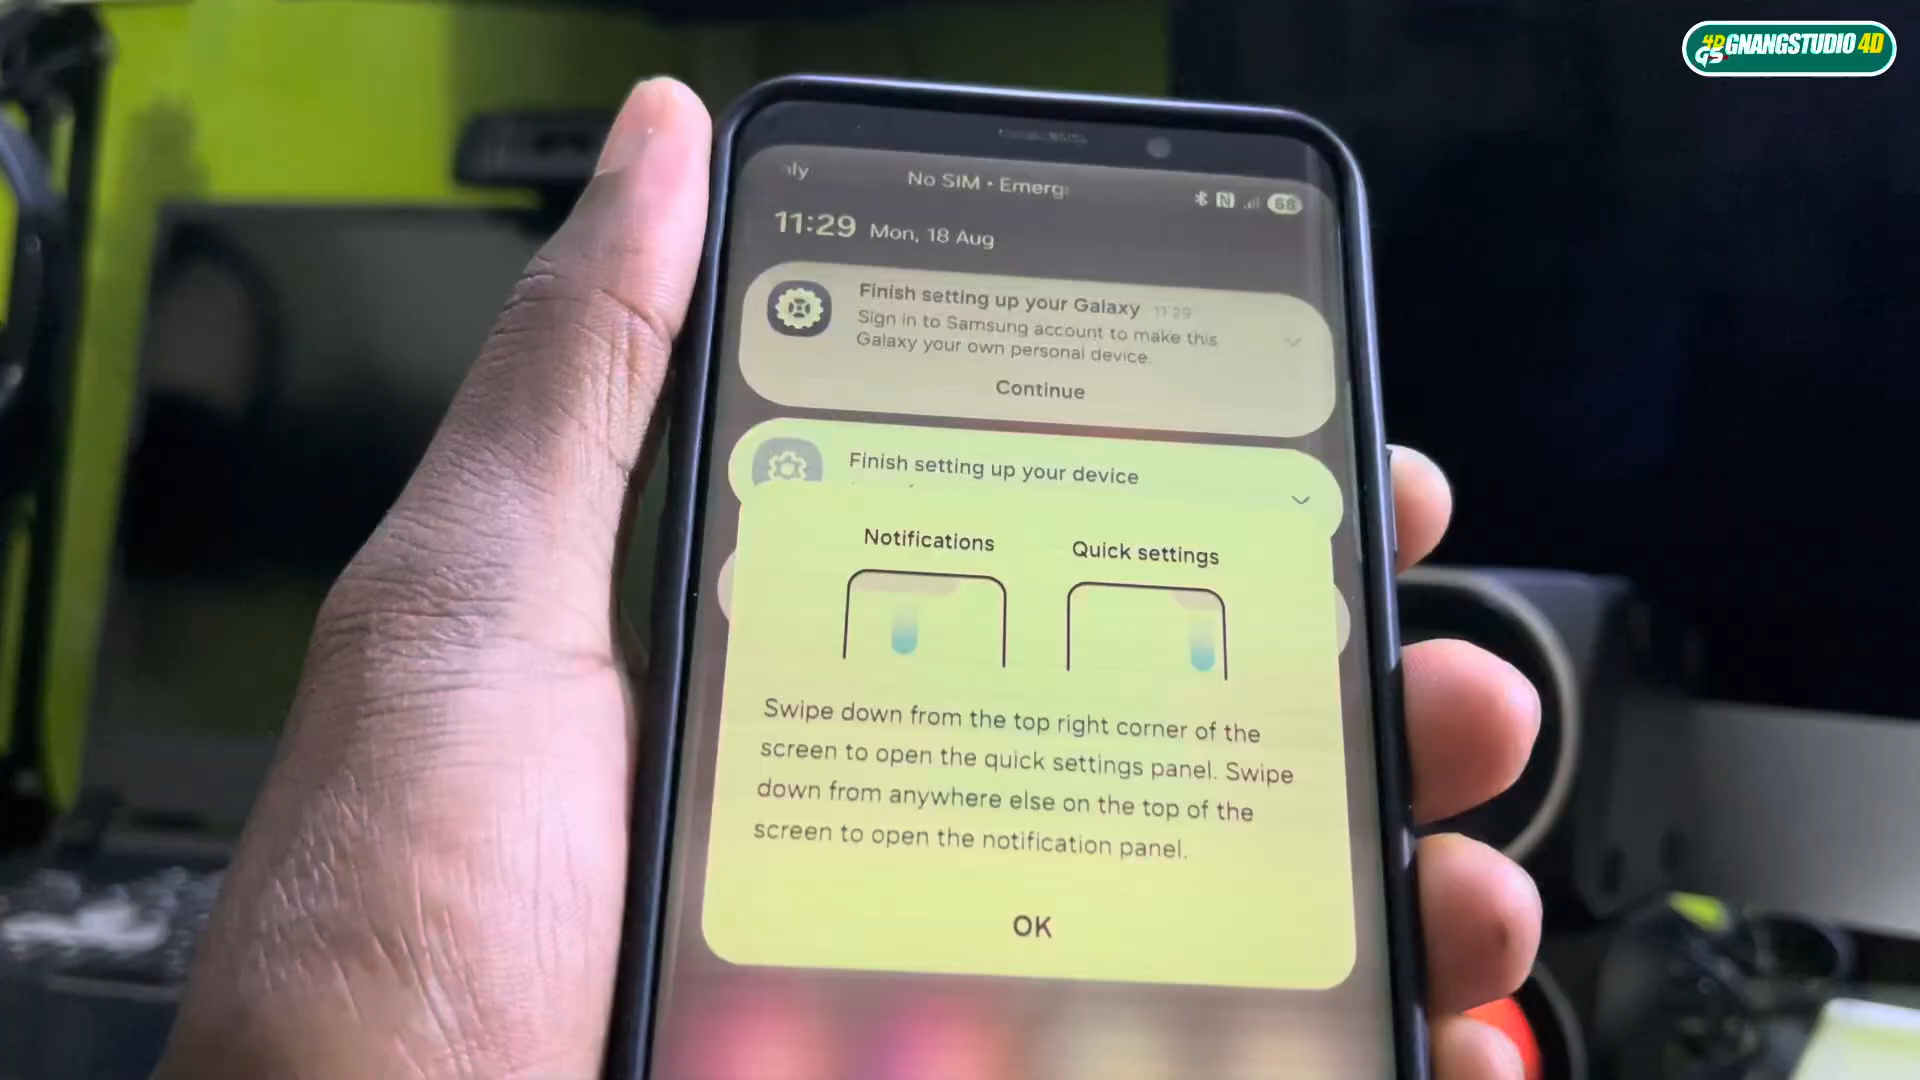 GNANGSTUDIO 4D
No SIM • Emerg
68
11:29 Mon, 18 Aug
Finish setting up your Galaxy 11:29
Sign in to Samsung account to make this
Galaxy your own personal device.
Continue
Finish setting up your device
Notifications
Quick settings
Swipe down from the top right corner of the
screen to open the quick settings panel. Swipe
down from anywhere else on the top of the
screen to open the notification panel.
OK